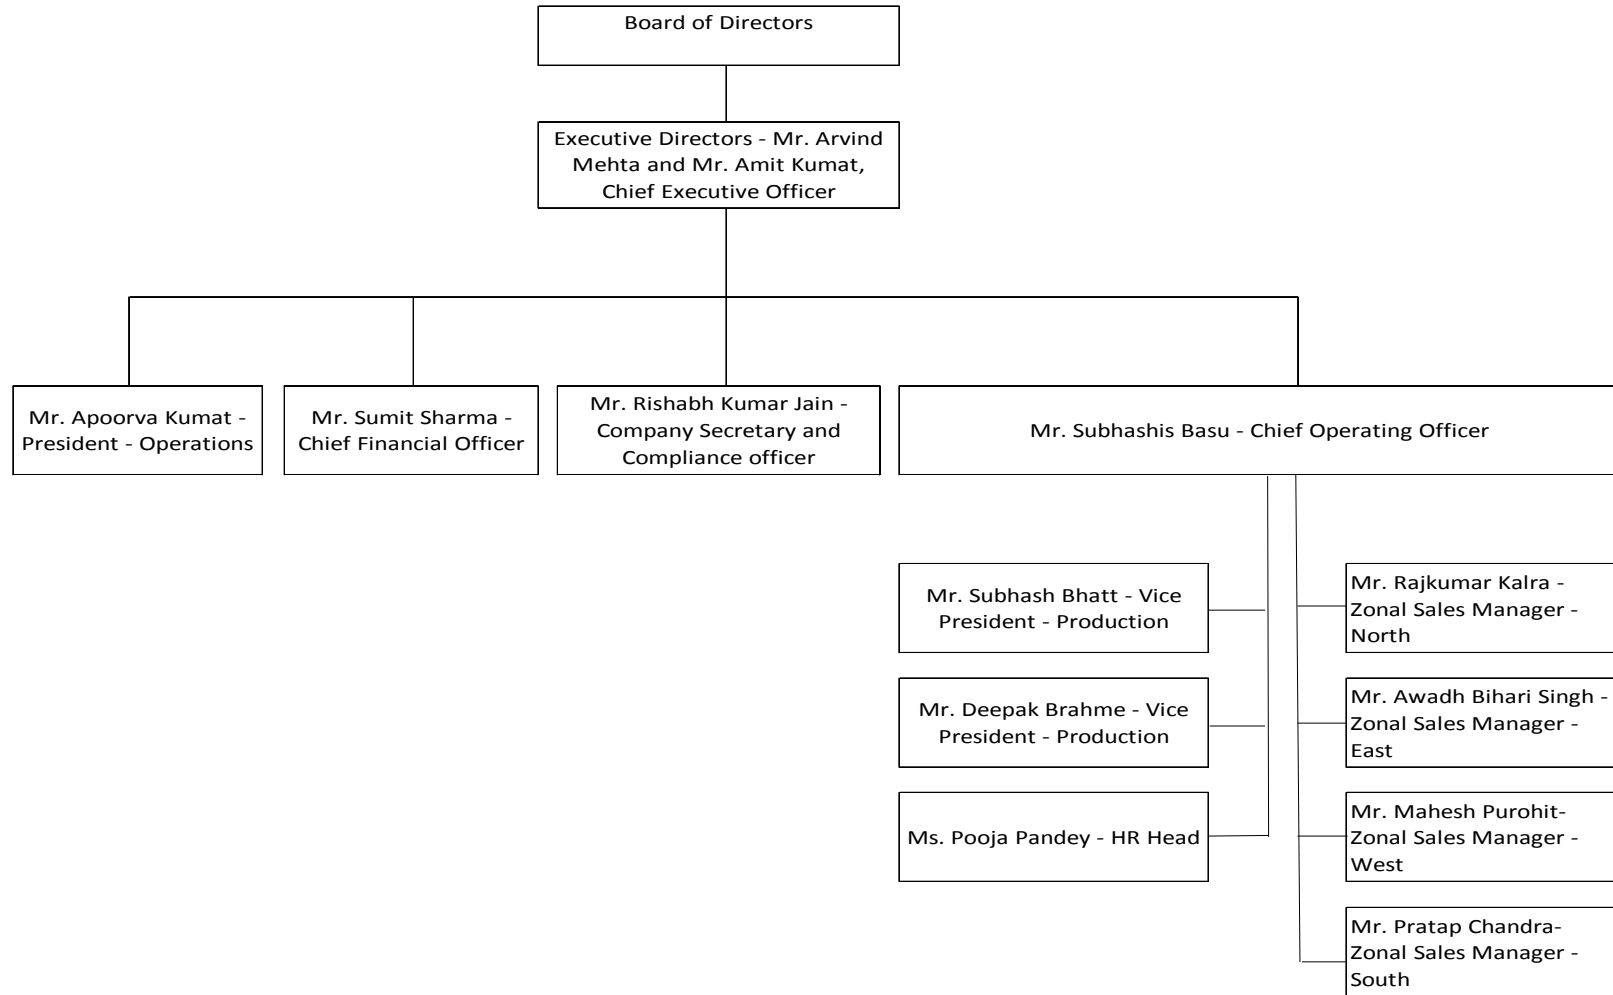 Board of Directors
Executive Directors - Mr. Arvind
Mehta and Mr. Amit Kumat,
Chief Executive Officer
Mr. Apoorva Kumat -
President - Operations
Mr. Sumit Sharma -
Chief Financial Officer
Mr. Rishabh Kumar Jain -
Company Secretary and
Compliance officer
Mr. Subhashis Basu - Chief Operating Officer
Mr. Subhash Bhatt - Vice
President - Production
Mr. Deepak Brahme - Vice
President - Production
Ms. Pooja Pandey - HR Head
Mr. Rajkumar Kalra -
Zonal Sales Manager -
North
Mr. Awadh Bihari Singh -
Zonal Sales Manager -
East
Mr. Mahesh Purohit-
Zonal Sales Manager -
West
Mr. Pratap Chandra-
Zonal Sales Manager -
South